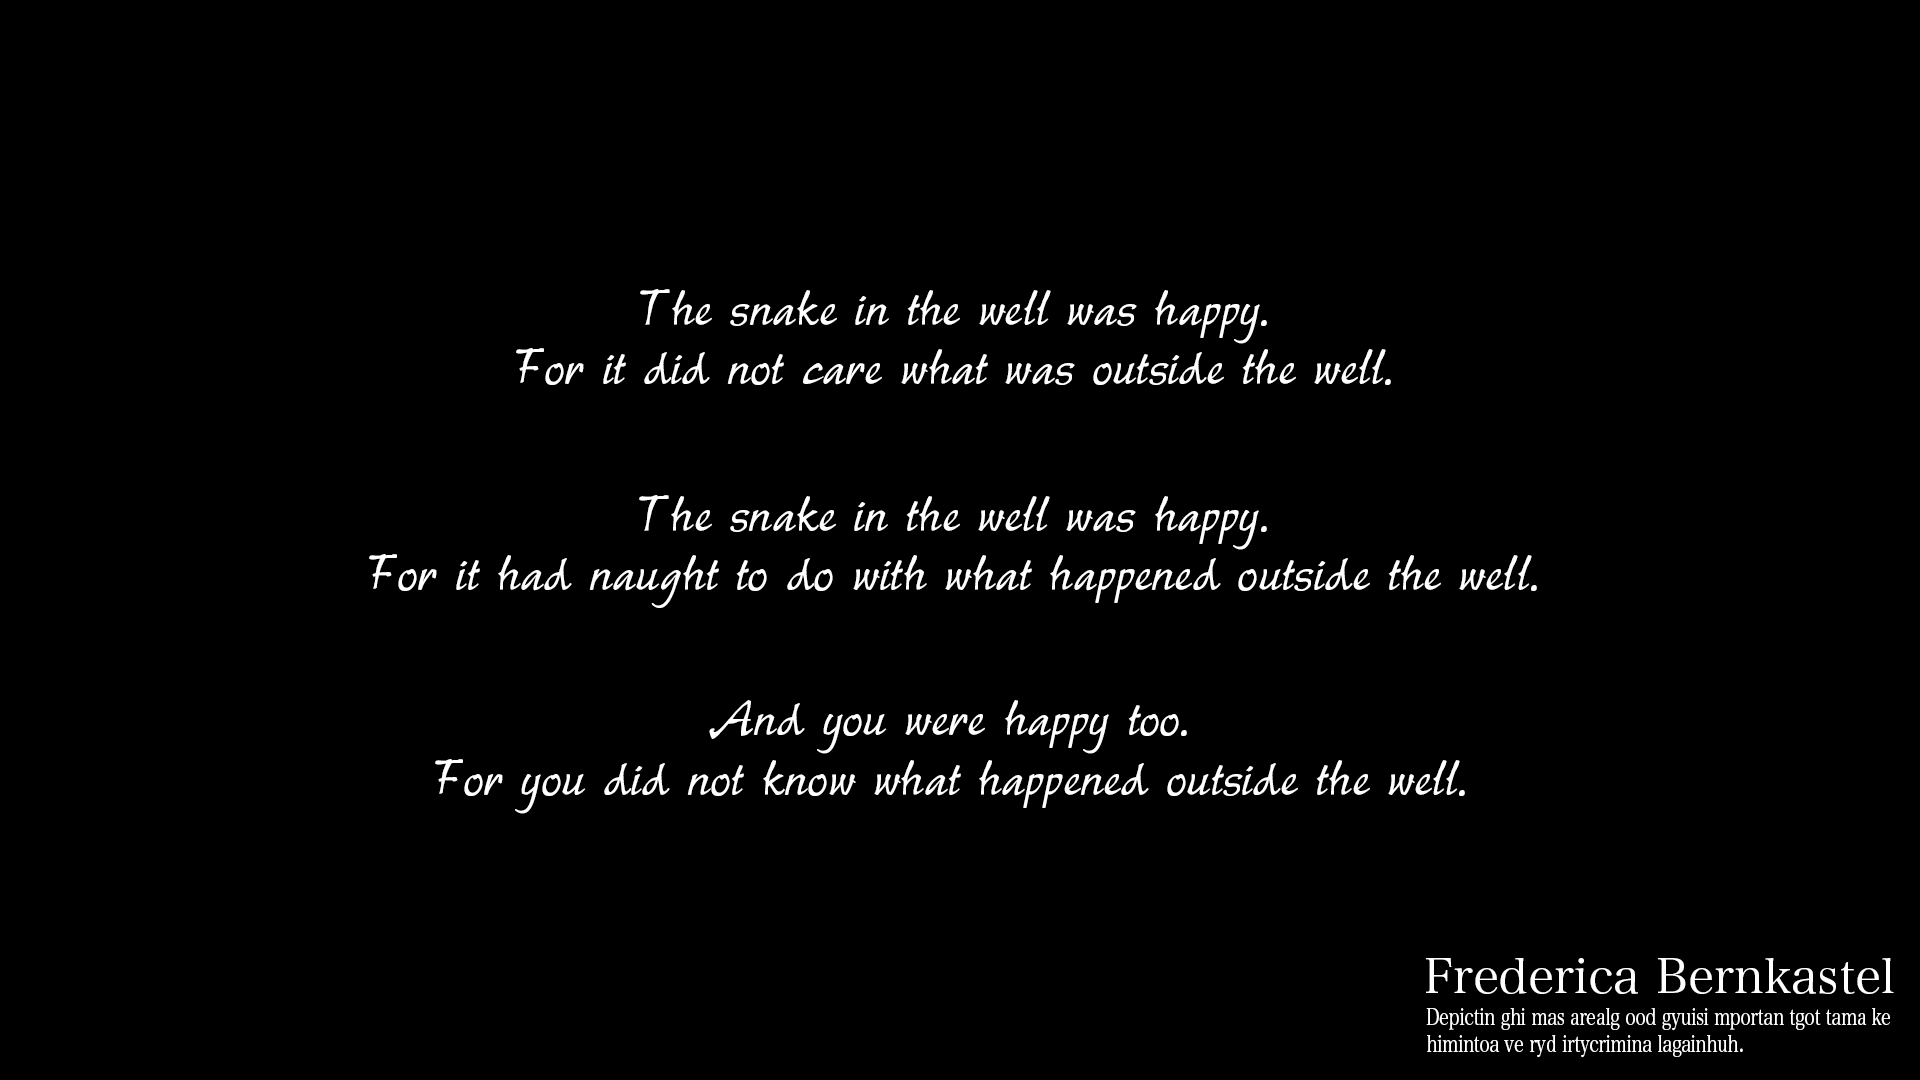 The snake in the well was happy.
For it did not care what was outside the well.
The snake in the well was happy.
For it had naught to do with what happened outside the well.
And you were happy too.
For you did not know what happened outside the well.
Frederica Bernkastel
Depictin ghi mas arealg ood gyuisi mportan tgot tama ke
himintoa ve ryd irtycrimina lagainhuh.